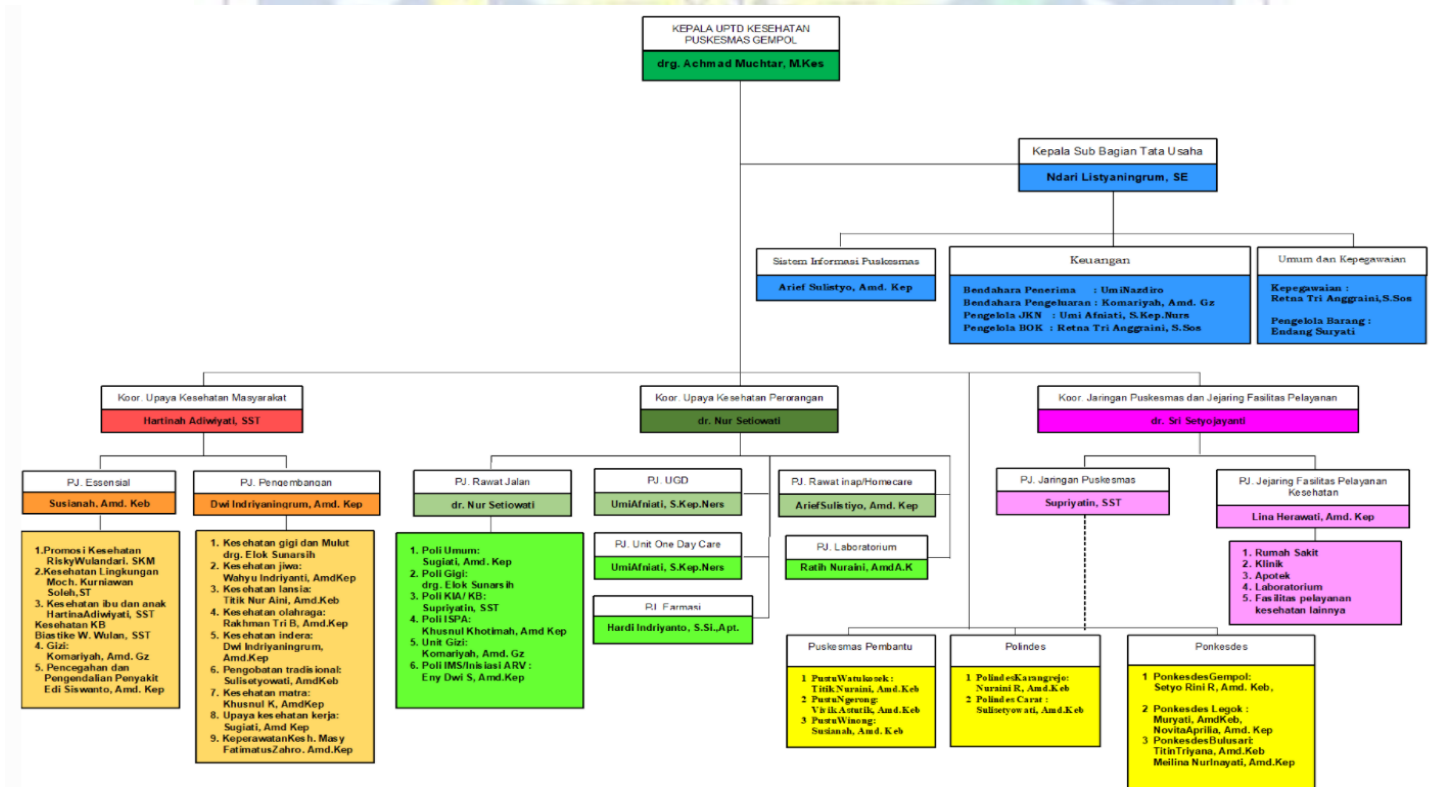 KEPALA UPTD KESEHATAN
PUSKESMAS GEMPOL
drg. Achmad Muchtar, M.Kes
Kepala Sub Bagian Tata Usaha
Ndari Listyaningrum, SE
Sistem Informasi Puskesmas
Arief Sulistyo, Amd. Kep
Keuangan
Bendahara Penerima : UmiNazdiro
Bendahara Pengeluaran : Komariyah, Amd. Gz
Pengelola JKN : Umi Afniati, S.Kep.Nurs
Pengelola BOK : Retna Tri Anggraini, S.Sos
Umum dan Kepegawaian
Kepegawaian :
Retna Tri Anggraini,S.Sos
Pengelola Barang :
Endang Suryati
Koor. Upaya Kesehatan Masyarakat
Hartinah Adiwiyati, SST
PJ. Essensial
Susianah, Amd. Keb
1.Promosi Kesehatan
RiskyWulandari. SKM
2.Kesehatan Lingkungan
Moch. Kurniawan
Soleh,ST
3. Kesehatan ibu dan anak
HartinaAdiwiyati, SST
Kesehatan KB
Biastike W. Wulan, SST
4. Gizi:
Komariyah, Amd. Gz
5. Pencegahan dan
Pengendalian Penyakit
Edi Siswanto, Amd. Kep
PJ. Pengembangan
Dwi Indriyaningrum, Amd. Kep
1. Kesehatan gigi dan Mulut
drg. Elok Sunarsih
2. Kesehatan jiwa:
Wahyu Indriyanti, AmdKep
3. Kesehatan lansia:
Titik Nur Aini, Amd.Keb
4. Kesehatan olahraga:
Rakhman Tri B, Amd.Kep
5. Kesehatan indera:
Dwi Indriyaningrum,
Amd.Kep
6. Pengobatan tradisional:
Sulisetyowati, AmdKeb
7. Kesehatan matra:
Khusnul K, AmdKep
8. Upaya kesehatan kerja:
Sugiati, Amd Kep
9. KeperawatanKesh. Masy
FatimatusZahro. Amd.Kep
Koor. Upaya Kesehatan Perorangan
dr. Nur Setiowati
PJ. Rawat Jalan
dr. Nur Setiowati
1. Poli Umum:
Sugiati, Amd. Kep
2. Poli Gigi:
drg. Elok Sunarsih
3. Poli KIA/ KB:
Supriyatin, SST
4. Poli ISPA:
Khusnul Khotimah, Amd Kep
5. Unit Gizi:
Komariyah, Amd. Gz
6. Poli IMS/Inisiasi ARV :
Eny Dwi S, Amd.Kep
PJ. UGD
UmiAfniati, S.Kep.Ners
PJ. Unit One Day Care
UmiAfniati, S.Kep.Ners
PJ. Farmasi
Hardi Indriyanto, S.Si.,Apt.
PJ. Rawat inap/Homecare
AriefSulistiyo, Amd. Kep
PJ. Laboratorium
Ratih Nuraini, AmdA.K
Koor. Jaringan Puskesmas dan Jejaring Fasilitas Pelayanan
dr. Sri Setyojayanti
PJ. Jaringan Puskesmas
Supriyatin, SST
PJ. Jejaring Fasilitas Pelayanan
Kesehatan
Lina Herawati, Amd. Kep
1. Rumah Sakit
2. Klinik
3. Apotek
4. Laboratorium
5. Fasilitas pelayanan
kesehatan lainnya
Puskesmas Pembantu
1 PustuWatukosek :
TitikNuraini, Amd.Keb
2 PustuNgerong:
VivikAstutik, Amd.Keb
3 PustuWinong:
Susianah, Amd. Keb
Polindes
1 PolindesKarangrejo:
Nuraini R, Amd.Keb
2 Polindes Carat :
Sulisetyowati, Amd.Keb
Ponkesdes
1 PonkesdesGempol:
Setyo Rini R, Amd. Keb,
2 Ponkesdes Legok :
Muryati, AmdKeb,
NovitaAprilia, Amd. Kep
3 PonkesdesBulusari:
TitinTriyana, Amd.Keb
Meilina NurInayati, Amd.Kep